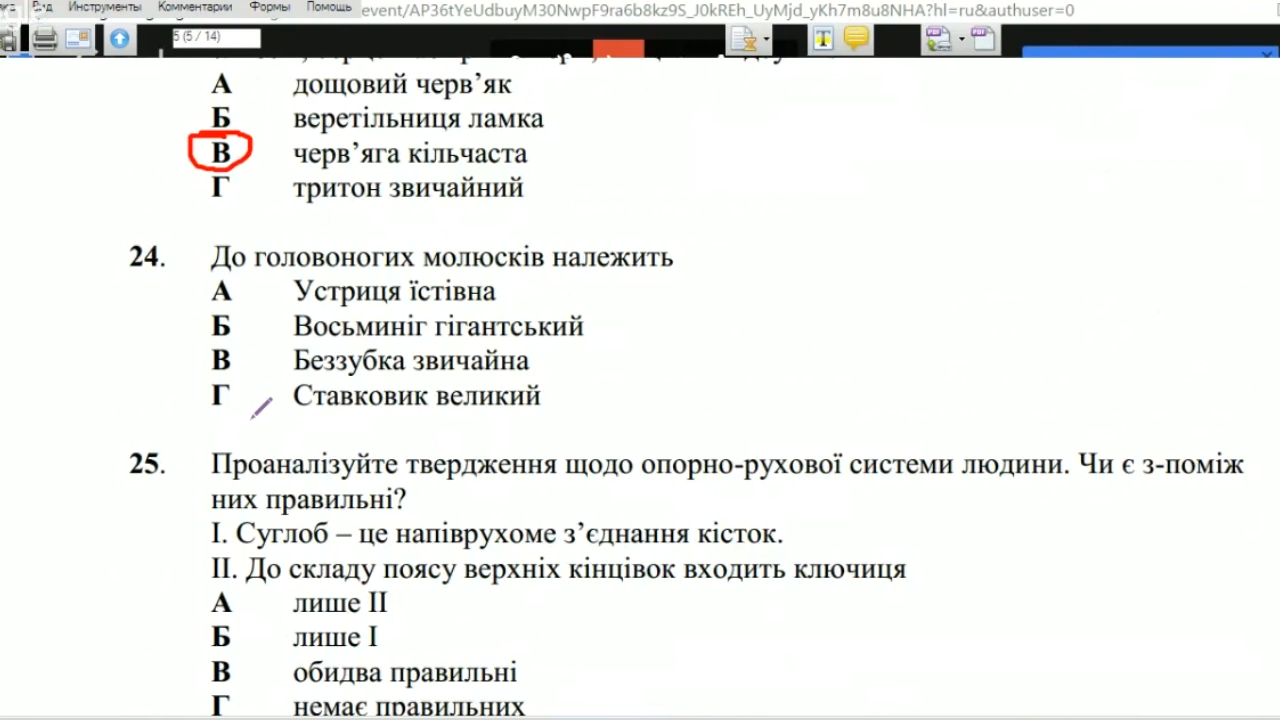 Вид Инструменты Комментарии Формы Помощь event/AP36tYeUdbuyM30NwpF9ra6b8kz9S_J0kREh_UyMjd_yKh7m8u8NHA?hl=ru&authuser=0
5 (5 / 14)
А дощовий черв’як
Б веретільниця ламка
В черв’яга кільчаста
Г тритон звичайний
24. До головоногих молюсків належить
А Устриця їстівна
Б Восьминіг гігантський
В Беззубка звичайна
Г Ставковик великий
25. Проаналізуйте твердження щодо опорно-рухової системи людини. Чи є з-поміж
них правильні?
І. Суглоб – це напіврухоме з’єднання кісток.
ІІ. До складу поясу верхніх кінцівок входить ключиця
А лише ІІ
Б лише І
В обидва правильні
Г немає правильних